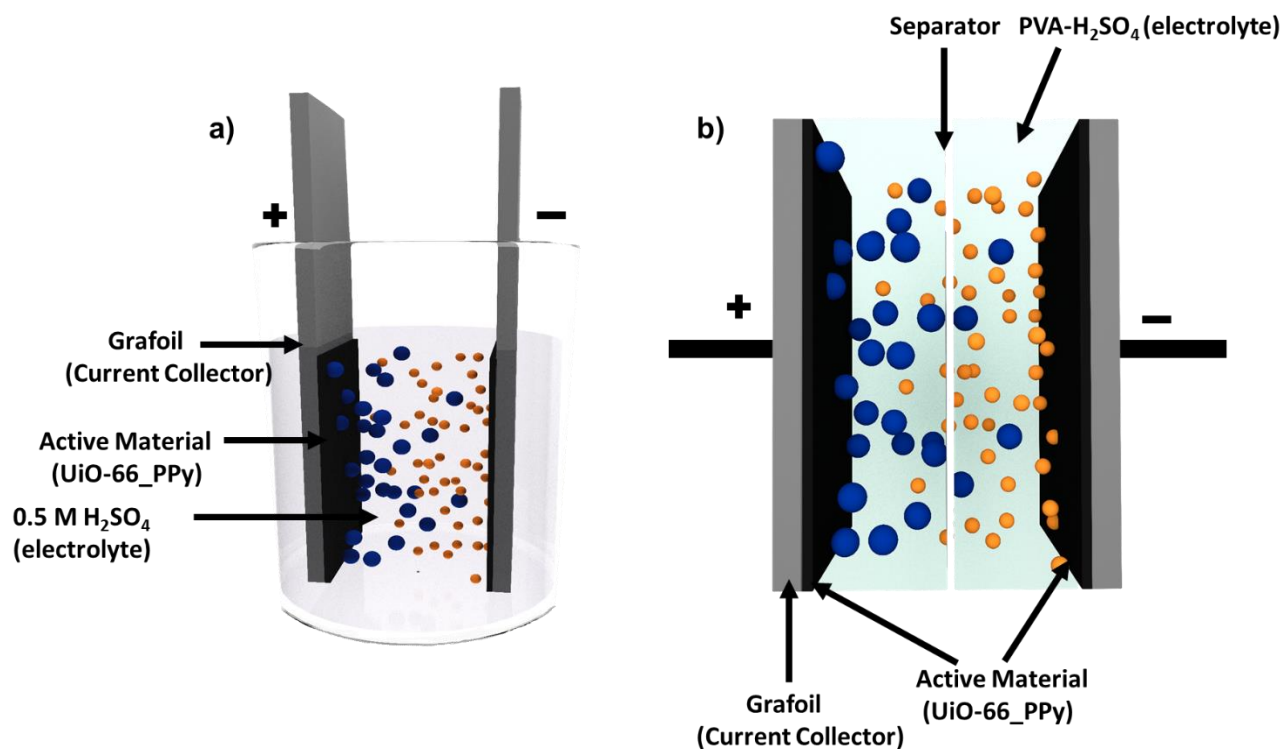 a)
+
−
Grafoil
(Current Collector)
Active Material
(UiO-66_PPy)
0.5 M H₂SO₄
(electrolyte)
Separator
PVA-H₂SO₄ (electrolyte)
b)
+
−
Grafoil
(Current Collector)
Active Material
(UiO-66_PPy)